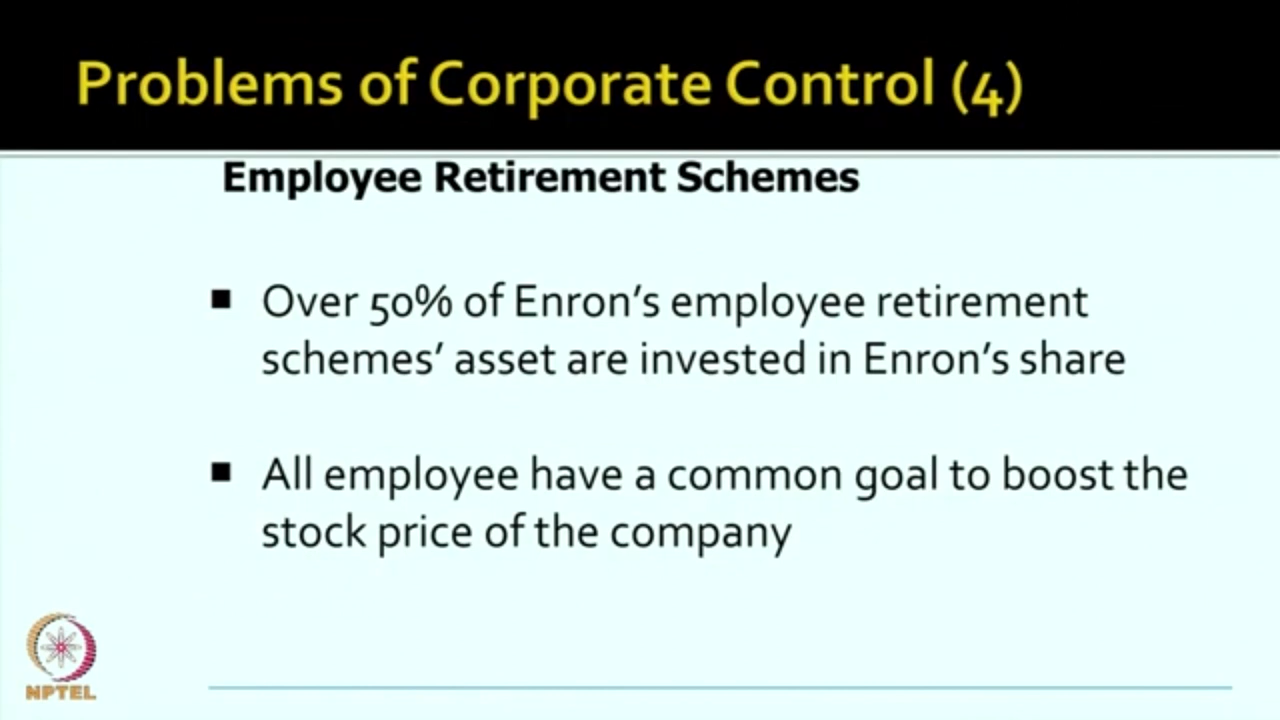 Problems of Corporate Control (4)
Employee Retirement Schemes
■ Over 50% of Enron’s employee retirement
schemes’ asset are invested in Enron’s share
■ All employee have a common goal to boost the
stock price of the company
NPTEL